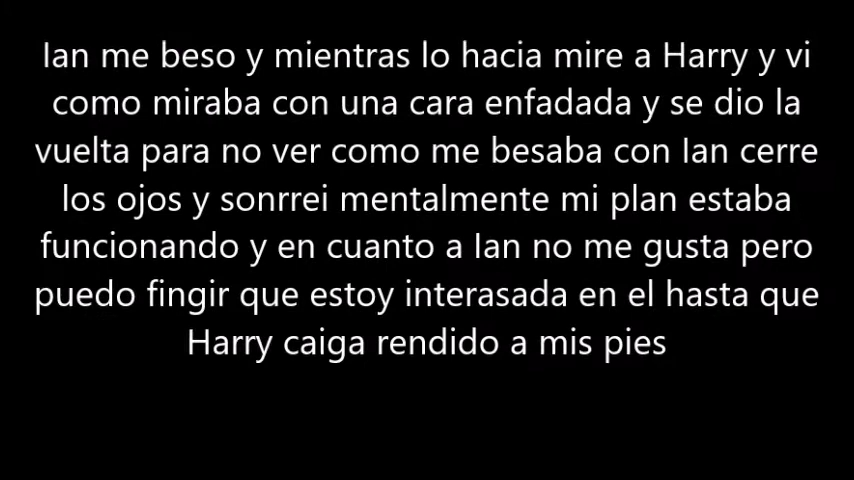 Ian me beso y mientras lo hacia mire a Harry y vi
como miraba con una cara enfadada y se dio la
vuelta para no ver como me besaba con Ian cerre
los ojos y sonrrei mentalmente mi plan estaba
funcionando y en cuanto a Ian no me gusta pero
puedo fingir que estoy interasada en el hasta que
Harry caiga rendido a mis pies